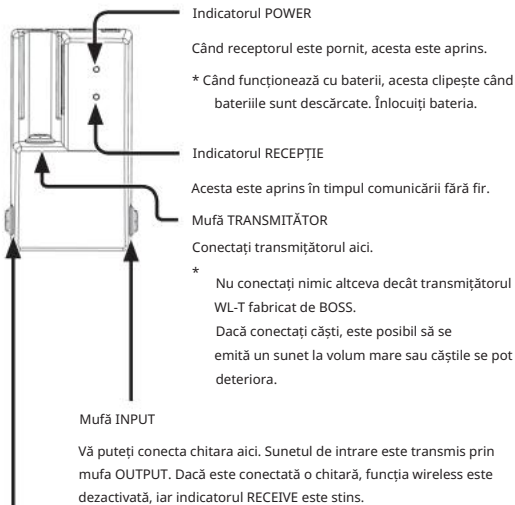 Indicatorul POWER
Când receptorul este pornit, acesta este aprins.
* Când funcționează cu baterii, acesta clipește când
bateriile sunt descărcate. Înlocuiți bateria.
Indicatorul RECEPȚIE
Acesta este aprins în timpul comunicării fără fir.
Mufă TRANSMITĂTOR
Conectați transmițătorul aici.
*
Nu conectați nimic altceva decât transmițătorul
WL-T fabricat de BOSS.
Dacă conectați căști, este posibil să se
emită un sunet la volum mare sau căștile se pot
deteriora.
Mufă INPUT
Vă puteți conecta chitara aici. Sunetul de intrare este transmis prin
mufa OUTPUT. Dacă este conectată o chitară, funcția wireless este
dezactivată, iar indicatorul RECEIVE este stins.